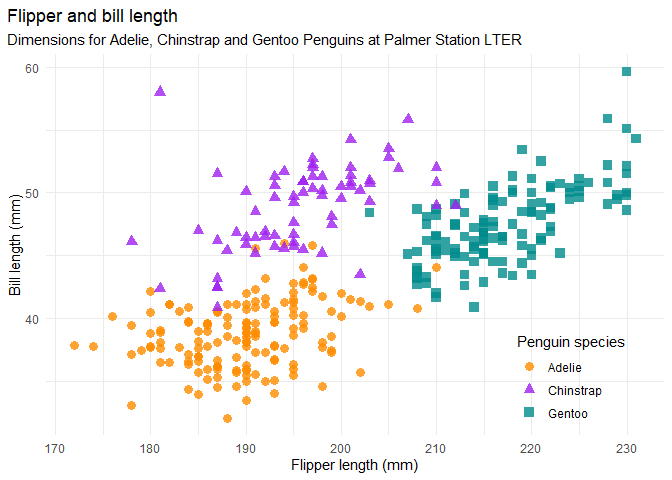 Flipper and bill length
Dimensions for Adelie, Chinstrap and Gentoo Penguins at Palmer Station LTER
60
50
40
Bill length (mm)
Penguin species
Adelie
Chinstrap
Gentoo
170 180 190 200 210 220 230
Flipper length (mm)